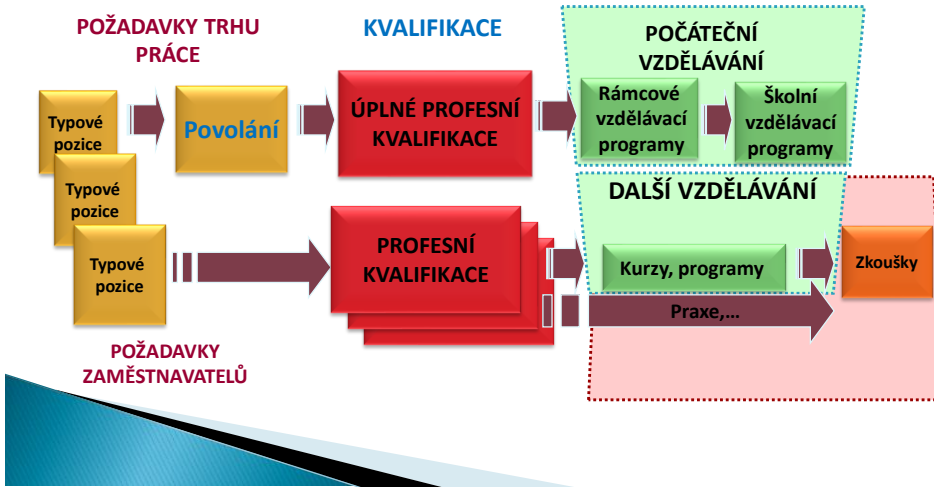 POŽADAVKY TRHU
PRÁCE
KVALIFIKACE
POČÁTEČNÍ
VZDĚLÁVÁNÍ
Typové
pozice
Povolání
ÚPLNÉ PROFESNÍ
KVALIFIKACE
Rámcové
vzdělávací
programy
Školní
vzdělávací
programy
Typové
pozice
Typové
pozice
PROFESNÍ
KVALIFIKACE
DALŠÍ VZDĚLÁVÁNÍ
Kurzy, programy
Zkoušky
Praxe,...
POŽADAVKY
ZAMĚSTNAVATELŮ